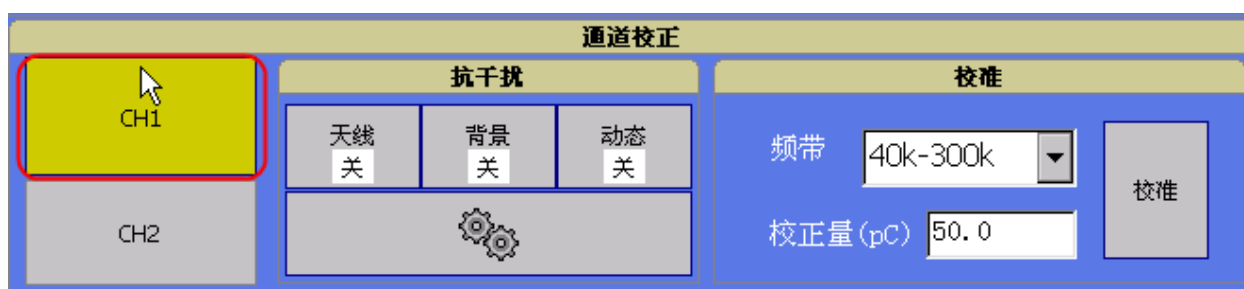 通道校正
CH1
CH2
抗干扰
天线
关
背景
关
动态
关
校准
频带
40k-300k
校正量(pC)
50.0
校准